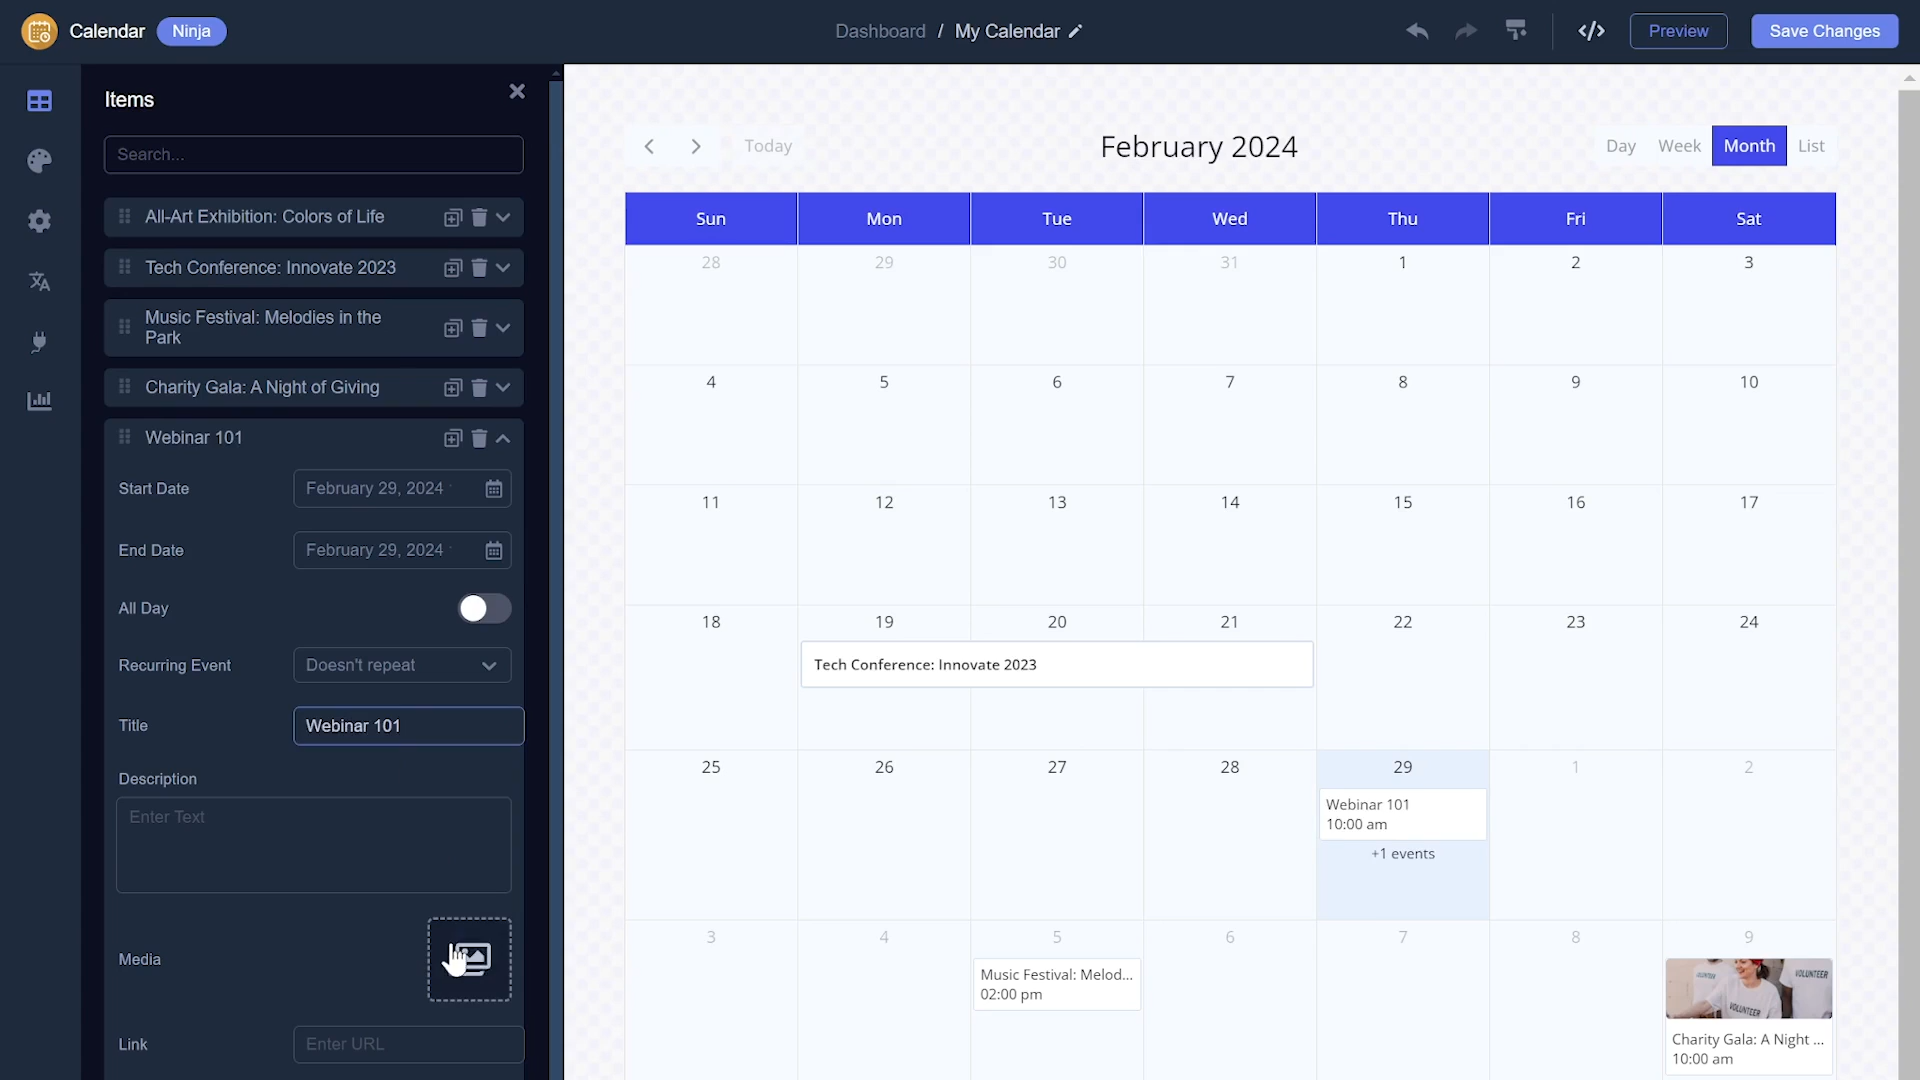 Calendar
Ninja
Dashboard / My Calendar
Preview
Save Changes
Items
Search...
All-Art Exhibition: Colors of Life
Tech Conference: Innovate 2023
Music Festival: Melodies in the
Park
Charity Gala: A Night of Giving
Webinar 101
Start Date
February 29, 2024
End Date
February 29, 2024
All Day
Recurring Event
Doesn't repeat
Title
Webinar 101
Description
Enter Text
Media
Link
Enter URL
Today
February 2024
Day Week Month List
Sun Mon Tue Wed Thu Fri Sat
28 29 30 31 1 2 3
4 5 6 7 8 9 10
11 12 13 14 15 16 17
18 19 20 21 22 23 24
Tech Conference: Innovate 2023
25 26 27 28 29 1 2
Webinar 101
10:00 am
+1 events
3 4 5 6 7 8 9
Music Festival: Melod...
02:00 pm
VOLUNTEER
VOLUNTEER
VOLUNTEER
Charity Gala: A Night ...
10:00 am